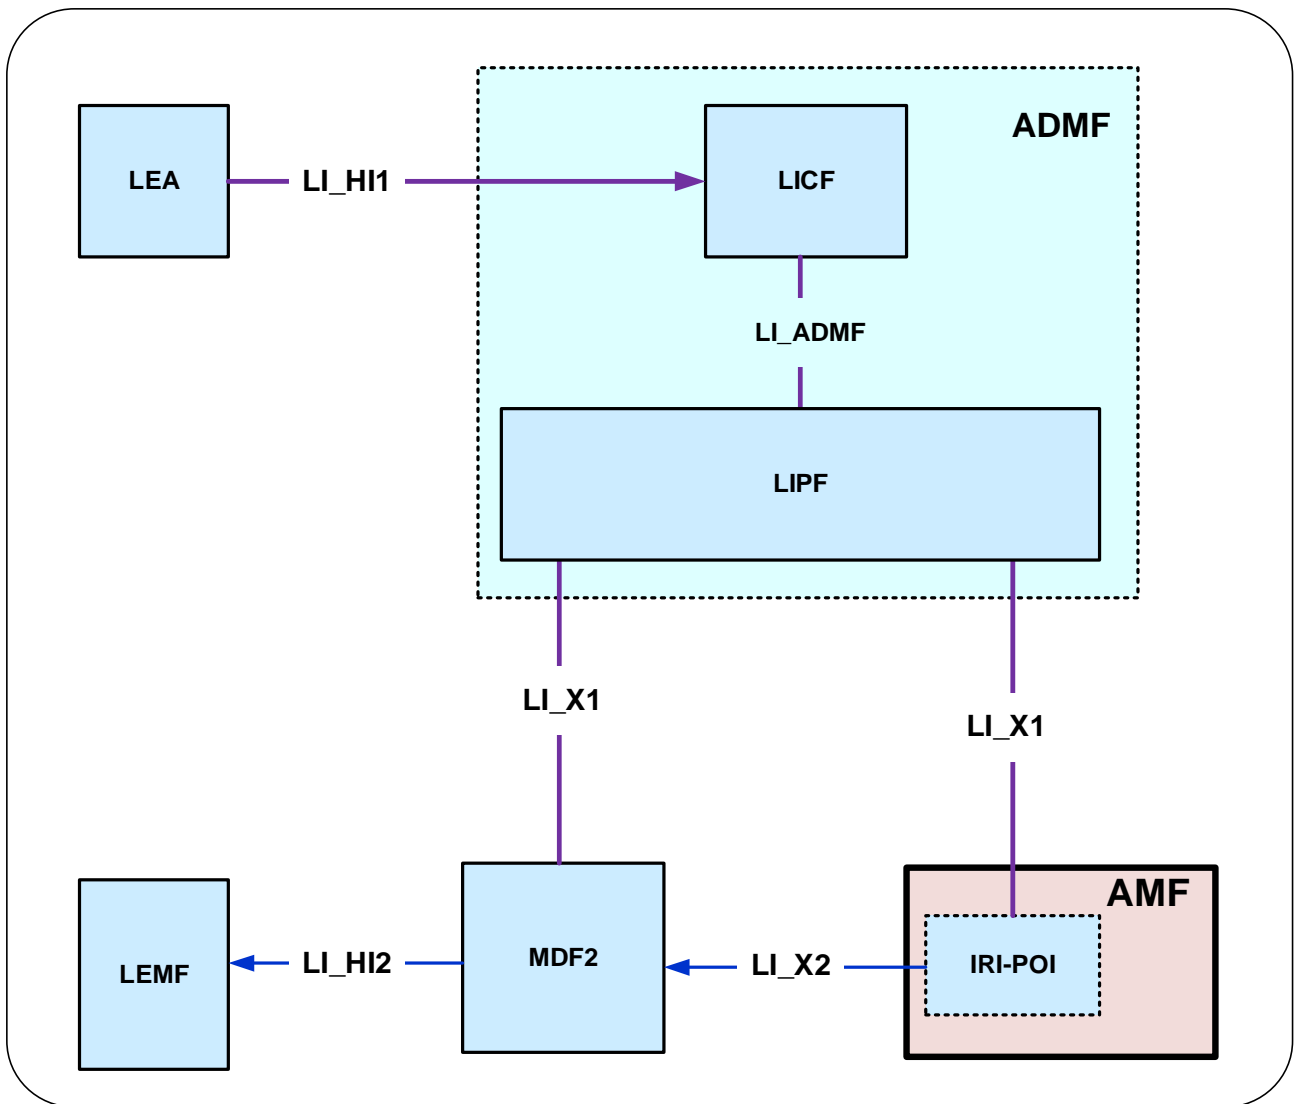 ADMF
LEA
LI_HI1
LICF
LI_ADMF
LIPF
LI_X1
LI_X1
AMF
LEMF
LI_HI2
MDF2
LI_X2
IRI-POI